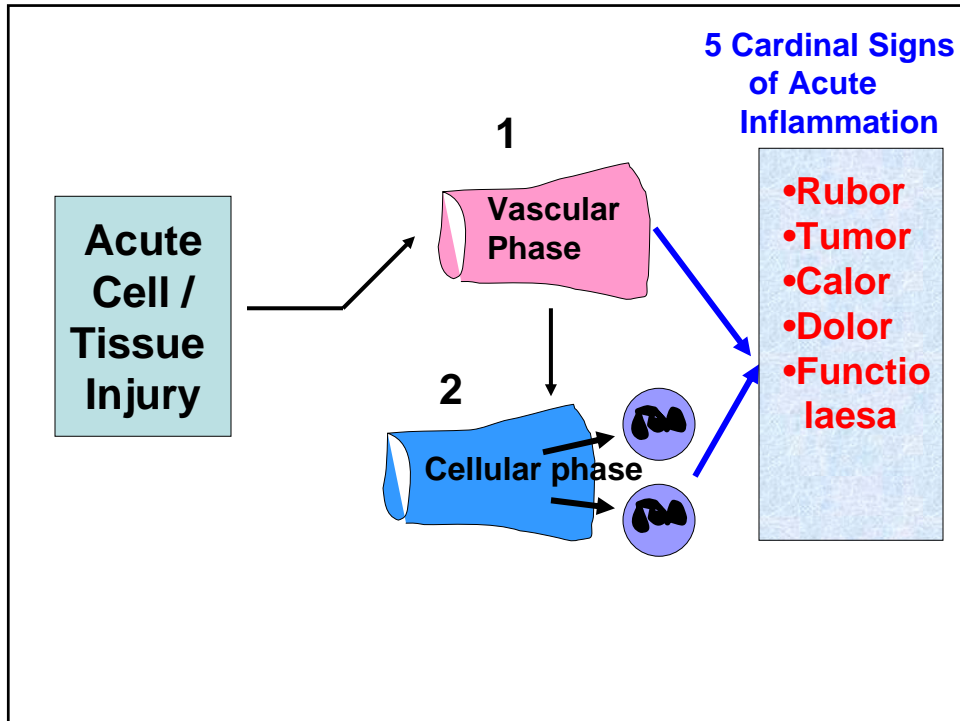 5 Cardinal Signs
of Acute
Inflammation
1
Vascular
Phase
Acute
Cell /
Tissue
Injury
2
Cellular phase
•Rubor
•Tumor
•Calor
•Dolor
•Functio
laesa